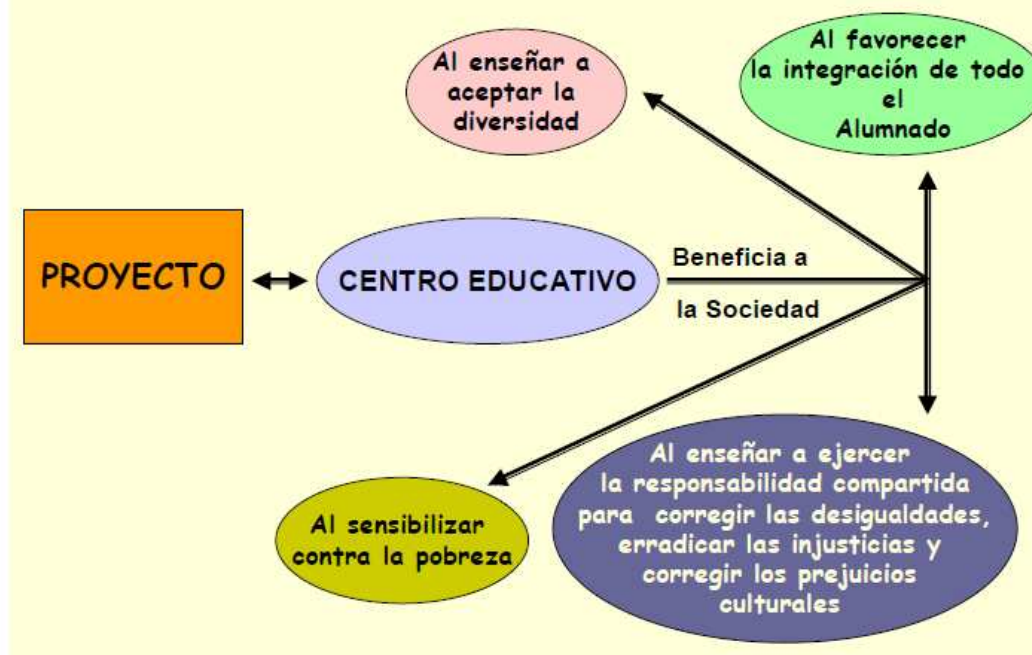 Al enseñar a
aceptar la
diversidad
Al favorecer
la integración de todo
el
Alumnado
PROYECTO
CENTRO EDUCATIVO
Beneficia a
la Sociedad
Al sensibilizar
contra la pobreza
Al enseñar a ejercer
la responsabilidad compartida
para corregir las desigualdades,
erradicar las injusticias y
corregir los prejuicios
culturales